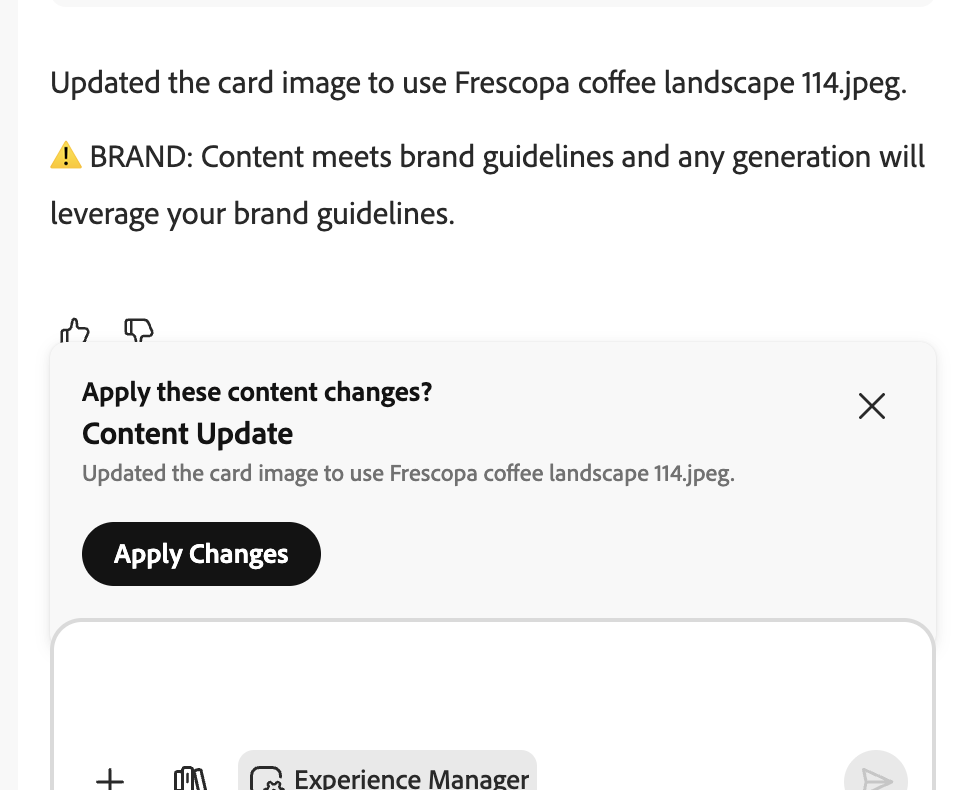 Updated the card image to use Frescopa coffee landscape 114.jpeg.
⚠️ BRAND: Content meets brand guidelines and any generation will
leverage your brand guidelines.
Apply these content changes?
Content Update
Updated the card image to use Frescopa coffee landscape 114.jpeg.
Apply Changes
Experience Manager